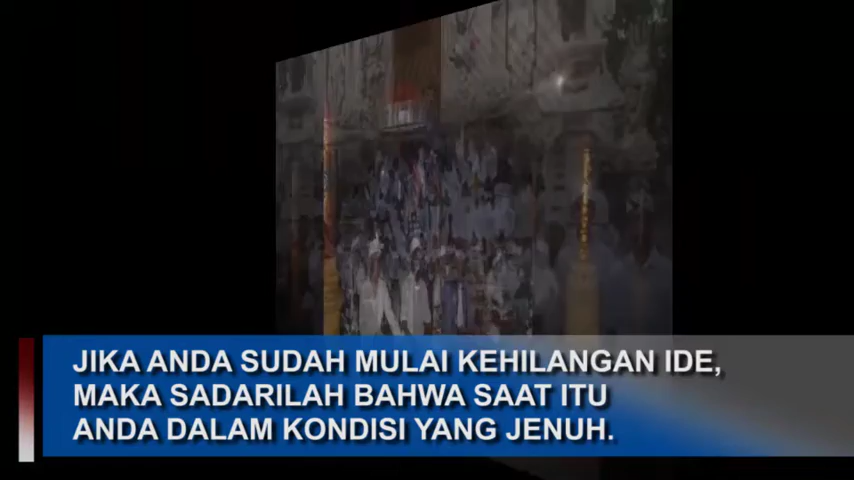 JIKA ANDA SUDAH MULAI KEHILANGAN IDE,
MAKA SADARILAH BAHWA SAAT ITU
ANDA DALAM KONDISI YANG JENUH.